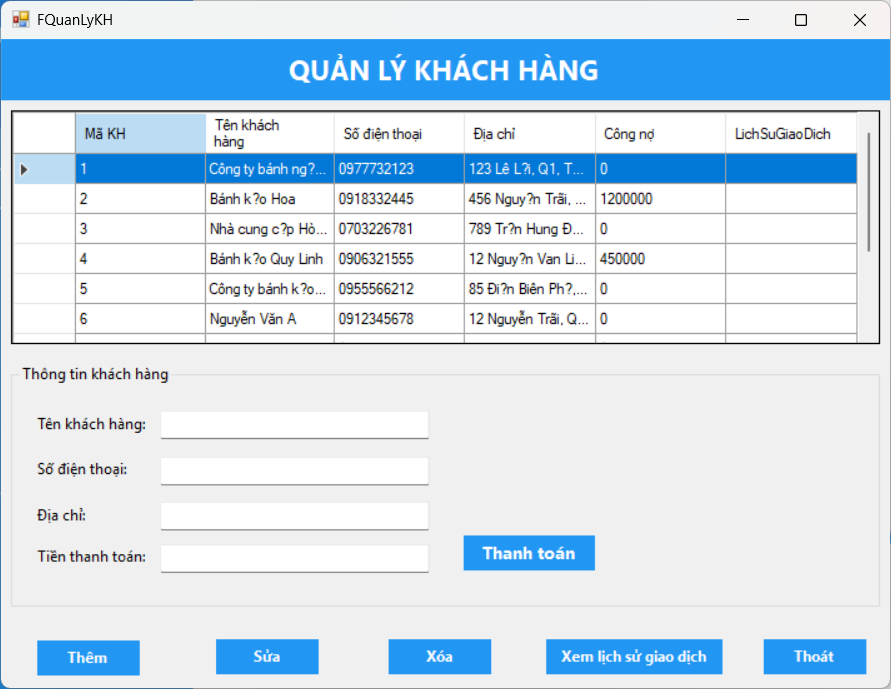 FQuanLyKH
QUẢN LÝ KHÁCH HÀNG
Mã KH Tên khách hàng Số điện thoại Địa chỉ Công nợ LichSuGiaoDich
1 Công ty bánh ng?... 0977732123 123 Lê L?i, Q1, T... 0
2 Bánh k?o Hoa 0918332445 456 Nguy?n Trãi, ... 1200000
3 Nhà cung c?p Hò... 0703226781 789 Tr?n Hung Đ... 0
4 Bánh k?o Quy Linh 0906321555 12 Nguy?n Van Li... 450000
5 Công ty bánh k?o... 0955566212 85 Đi?n Biên Ph?,... 0
6 Nguyễn Văn A 0912345678 12 Nguyễn Trãi, Q... 0
Thông tin khách hàng
Tên khách hàng:
Số điện thoại:
Địa chỉ:
Tiền thanh toán:
Thanh toán
Thêm Sửa Xóa Xem lịch sử giao dịch Thoát